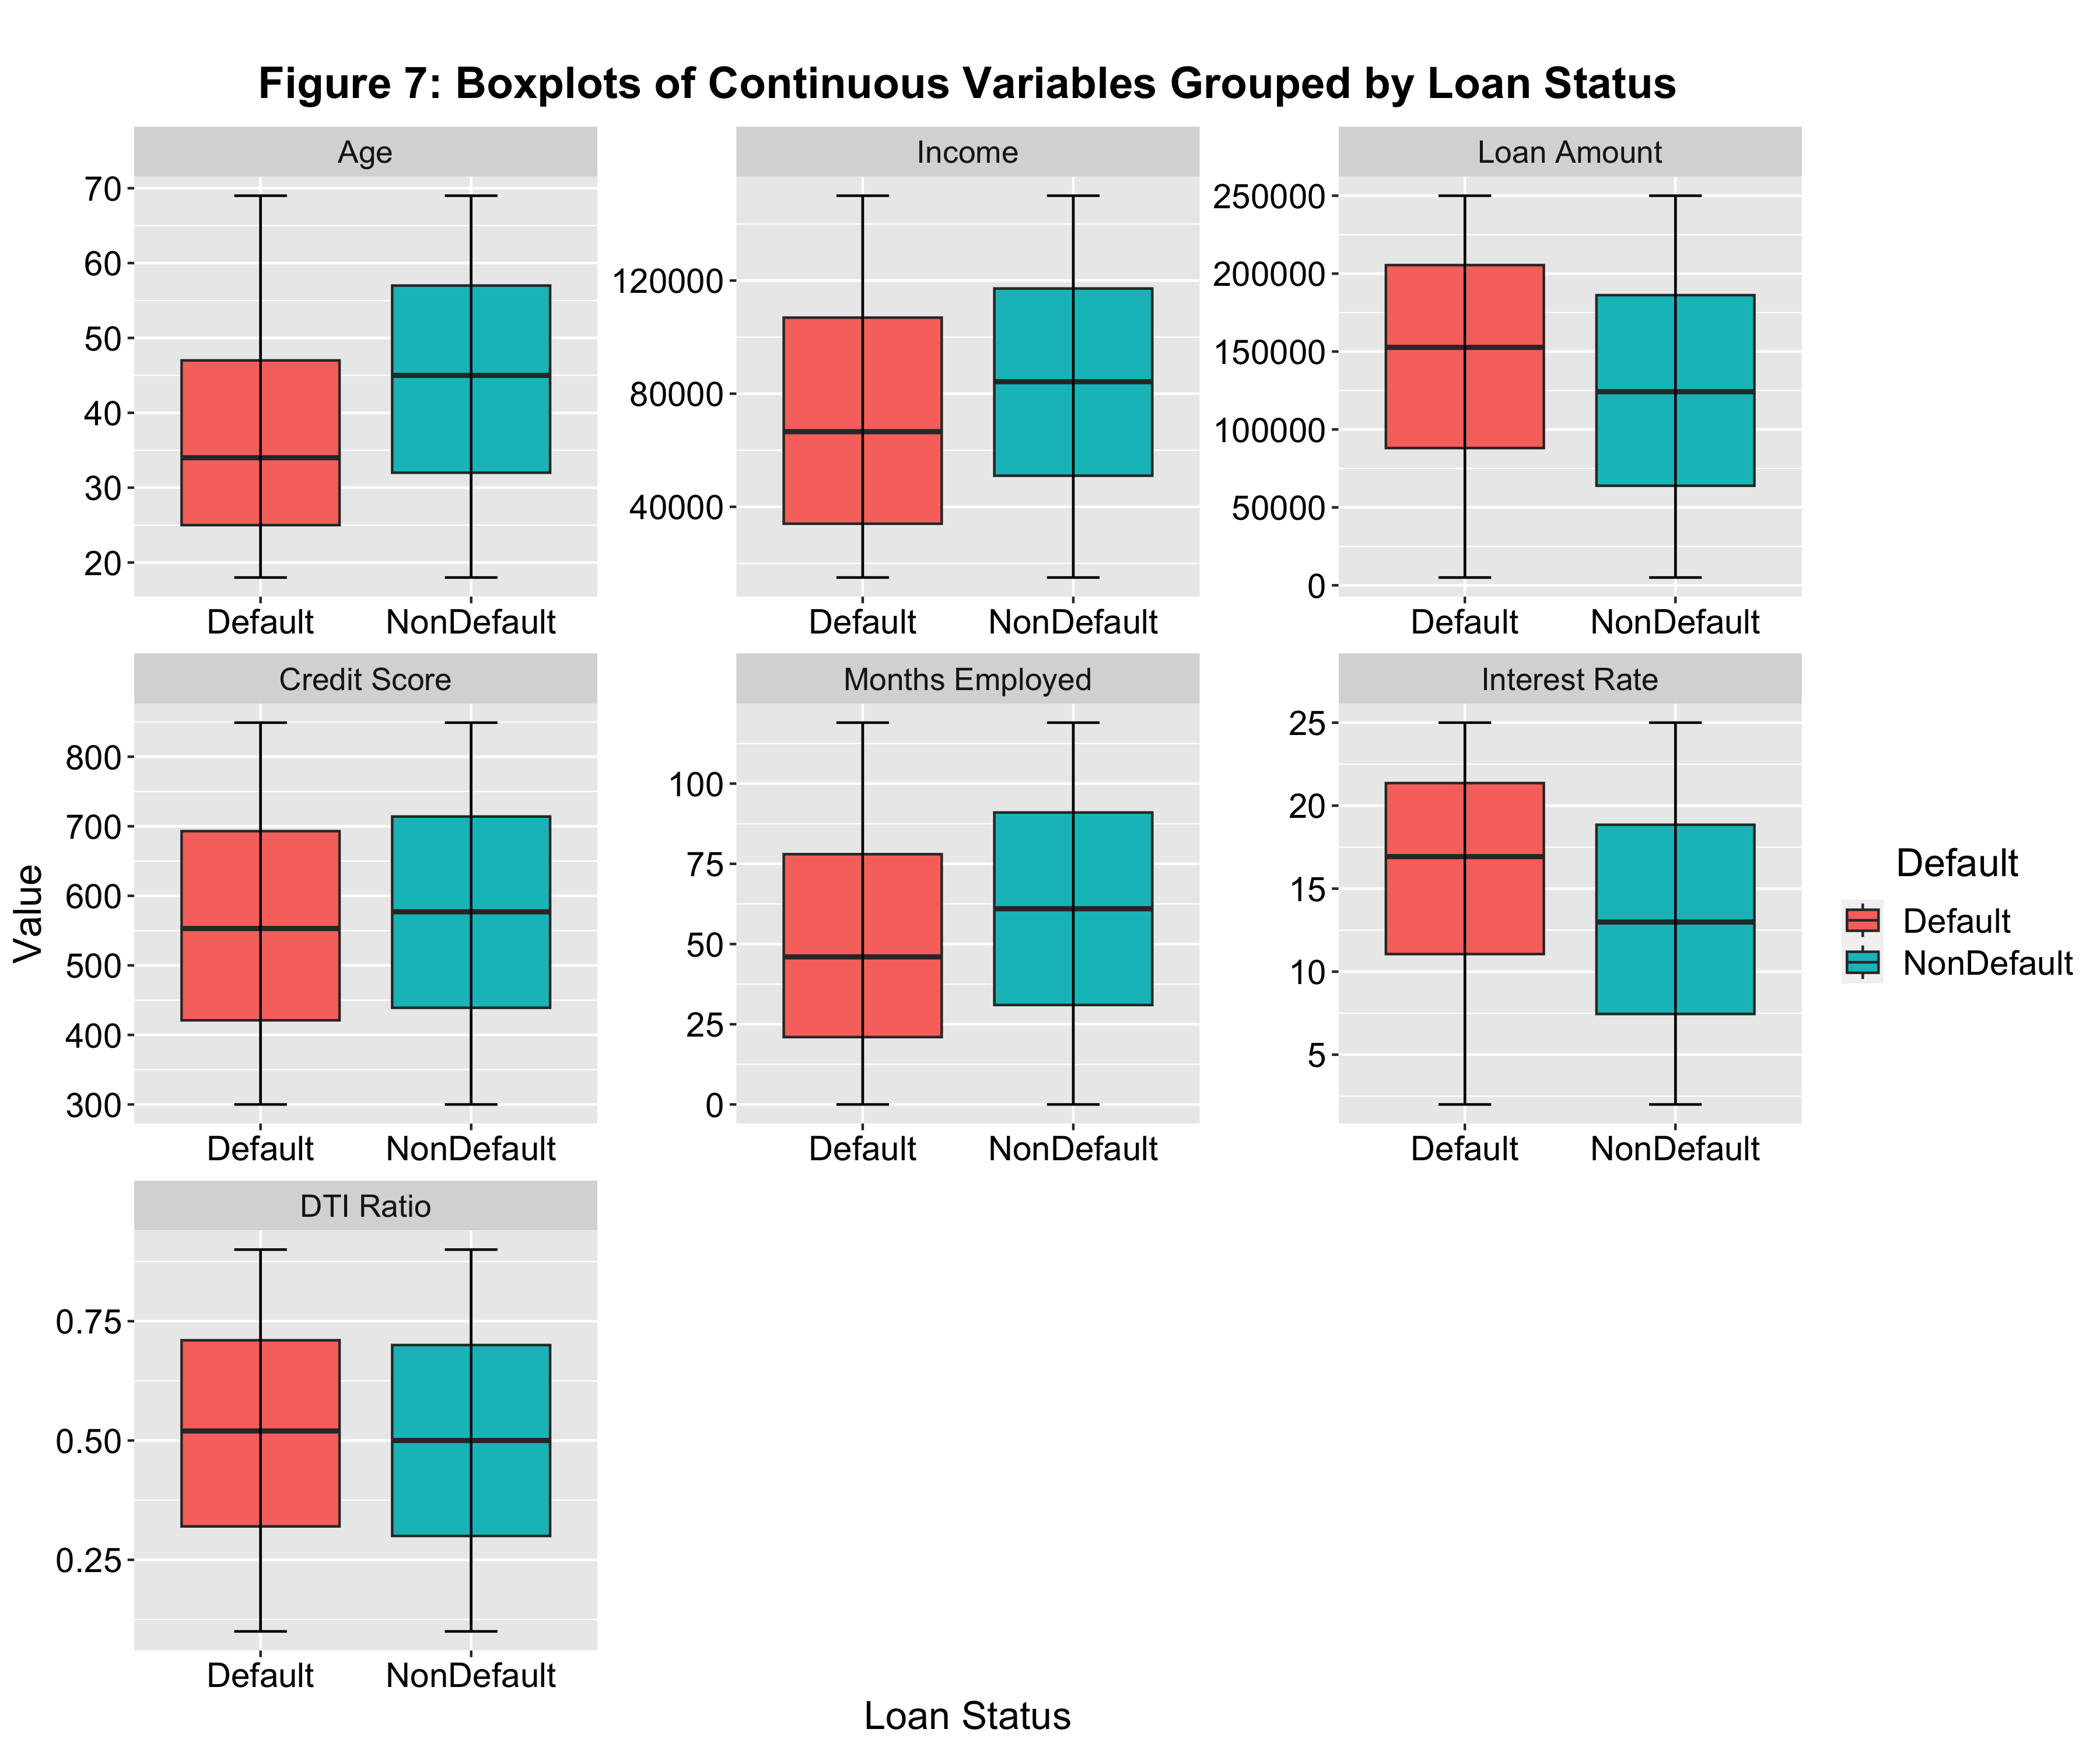 Figure 7: Boxplots of Continuous Variables Grouped by Loan Status
Age
Income
Loan Amount
70
60
50
40
30
20
120000
80000
40000
250000
200000
150000
100000
50000
0
Default NonDefault
Default NonDefault
Default NonDefault
Credit Score
Months Employed
Interest Rate
800
700
600
500
400
300
100
75
50
25
0
25
20
15
10
5
Default NonDefault
Default NonDefault
Default NonDefault
DTI Ratio
0.75
0.50
0.25
Default NonDefault
Value
Loan Status
Default
Default
NonDefault